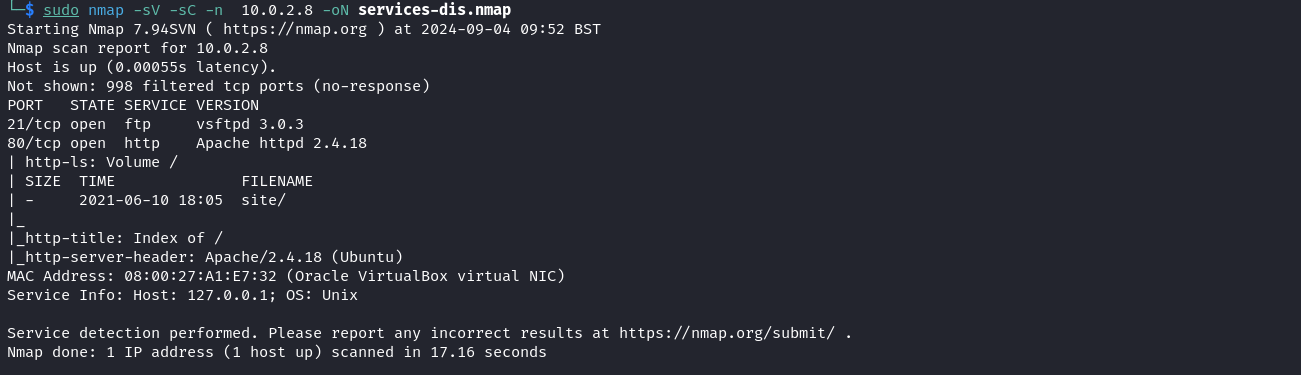 └─$ sudo nmap -sV -sC -n  10.0.2.8 -oN services-dis.nmap
Starting Nmap 7.94SVN ( https://nmap.org ) at 2024-09-04 09:52 BST
Nmap scan report for 10.0.2.8
Host is up (0.00055s latency).
Not shown: 998 filtered tcp ports (no-response)
PORT   STATE SERVICE VERSION
21/tcp open  ftp     vsftpd 3.0.3
80/tcp open  http    Apache httpd 2.4.18
| http-ls: Volume /
| SIZE  TIME              FILENAME
| -     2021-06-10 18:05  site/
|_
|_http-title: Index of /
|_http-server-header: Apache/2.4.18 (Ubuntu)
MAC Address: 08:00:27:A1:E7:32 (Oracle VirtualBox virtual NIC)
Service Info: Host: 127.0.0.1; OS: Unix

Service detection performed. Please report any incorrect results at https://nmap.org/submit/ .
Nmap done: 1 IP address (1 host up) scanned in 17.16 seconds